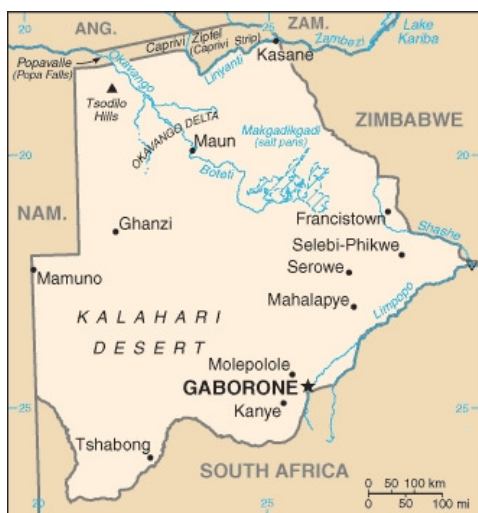 ANG.
ZAM.
Lake
Kariba
Zambezi
Caprivi Zipfel
(Caprivi Strip)
Popavalle
(Popa Falls)
Okavango
Linyanti
Kasane
Tsodilo
Hills
OKAVANGO DELTA
Maun
Makgadikgadi
(salt pans)
ZIMBABWE
20
20
Boteti
NAM.
Ghanzi
Francistown
Shashe
Selebi-Phikwe
Serowe
Mamuno
Mahalapye
Limpopo
KALAHARI
DESERT
Molepolole
GABORONE
Kanye
25
25
Tshabong
SOUTH AFRICA
0 50 100 km
0 50 100 mi
20
25